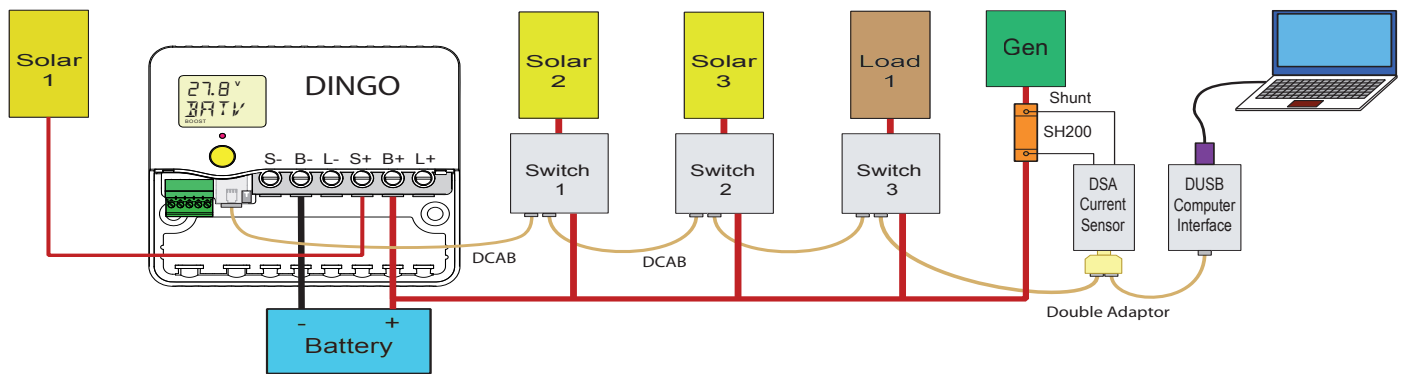 Solar
1
27.8 V
BATV
BOOST
DINGO
S- B- L- S+ B+ L+
Solar
2
Solar
3
Load
1
Gen
Shunt
SH200
Switch
1
Switch
2
Switch
3
DSA
Current
Sensor
DUSB
Computer
Interface
DCAB
DCAB
Double Adaptor
- +
Battery